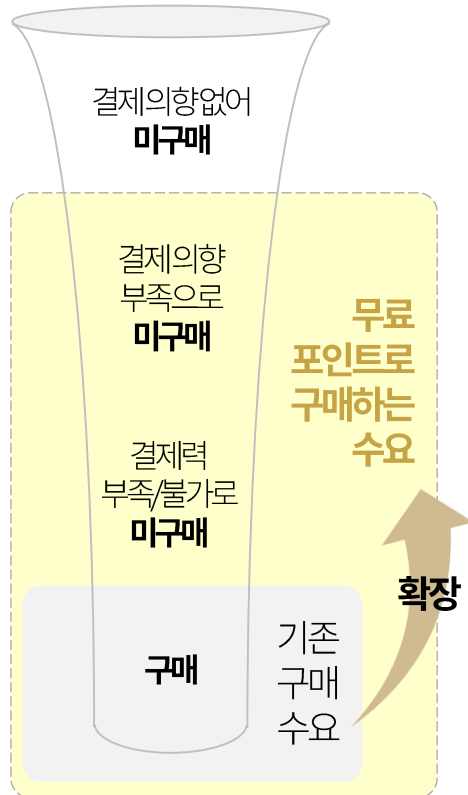 결제의향없어
미구매
결제의향
부족으로
미구매
무료
포인트로
구매하는
수요
결제력
부족/불가로
미구매
확장
구매
기존
구매
수요